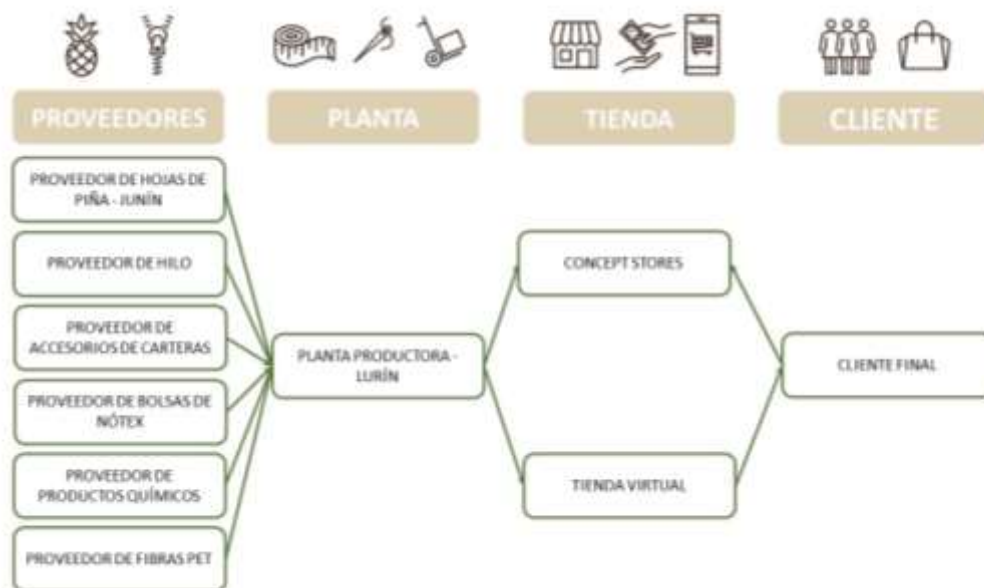 PROVEEDORES
PLANTA
TIENDA
CLIENTE
PROVEEDOR DE HOJAS DE
PIÑA - JUNÍN
PROVEEDOR DE HILO
PROVEEDOR DE
ACCESORIOS DE CARTERAS
PROVEEDOR DE BOLSAS DE
NÓTEX
PROVEEDOR DE
PRODUCTOS QUÍMICOS
PROVEEDOR DE FIBRAS PET
PLANTA PRODUCTORA -
LURÍN
CONCEPT STORES
TIENDA VIRTUAL
CLIENTE FINAL